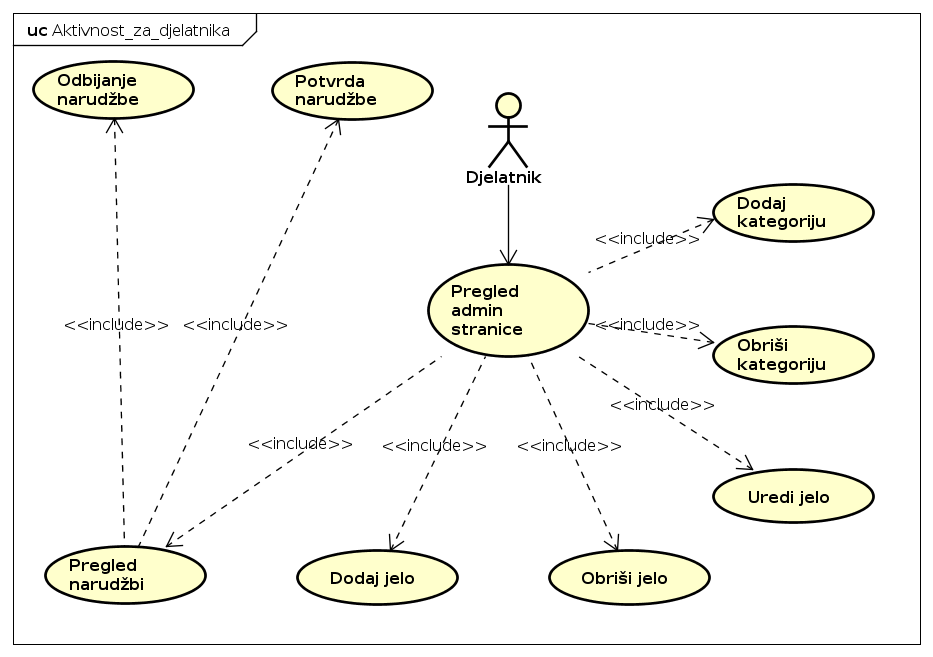 uc Aktivnost_za_djelatnika
Odbijanje
narudžbe
Potvrda
narudžbe
Djelatnik
Dodaj
kategoriju
<<include>>
Pregled
admin
stranice
<<include>>
<<include>>
<<include>>
Obriši
kategoriju
<<include>>
<<include>>
<<include>>
<<include>>
Uredi jelo
Pregled
narudžbi
Dodaj jelo
Obriši jelo